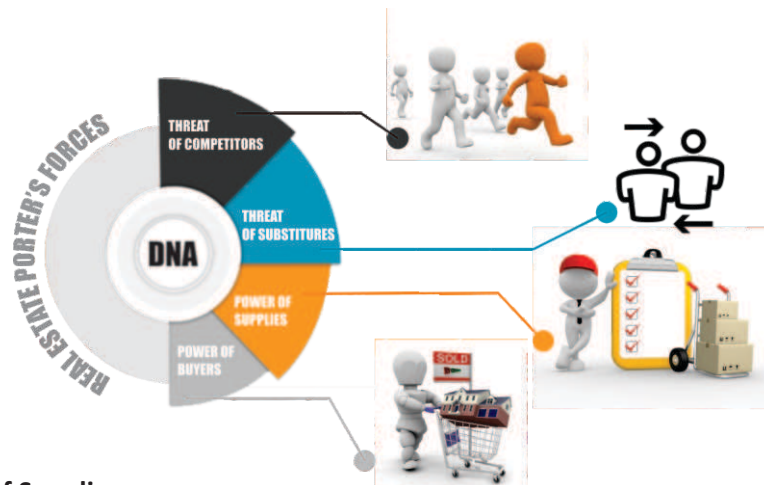 REAL ESTATE PORTER'S FORCES
THREAT
OF COMPETITORS
THREAT
OF SUBSTITURES
DNA
POWER OF
SUPPLIES
POWER OF
BUYERS
SOLD